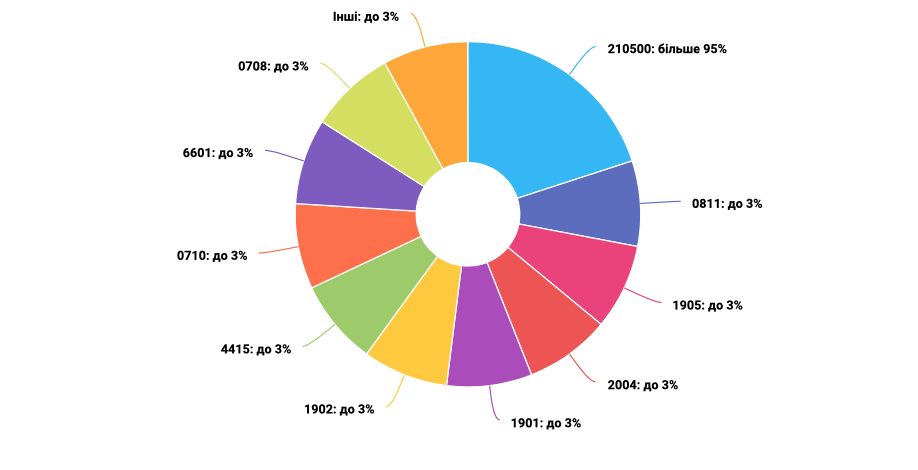 Інші: до 3%
210500: більше 95%
0708: до 3%
6601: до 3%
0811: до 3%
0710: до 3%
1905: до 3%
4415: до 3%
2004: до 3%
1902: до 3%
1901: до 3%